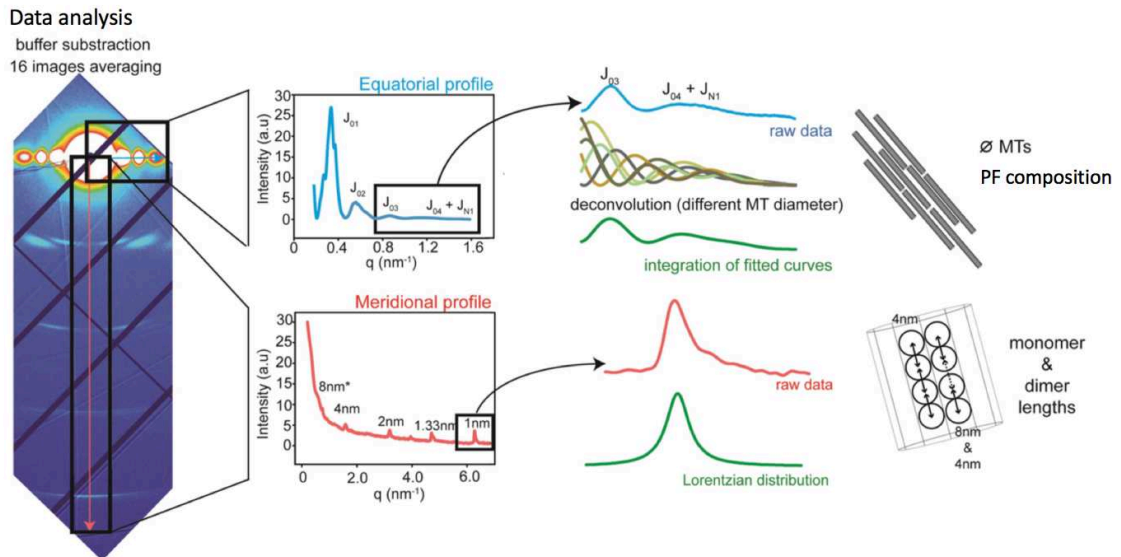 Data analysis
buffer substraction
16 images averaging
Equatorial profile
Intensity (a.u)
30
25
20
15
10
5
0
J01
J02
J03
J04 + JN1
0
0.4
0.8
1.2
1.6
q (nm-1)
J03
J04 + JN1
raw data
deconvolution (different MT diameter)
integration of fitted curves
Ø MTs
PF composition
Meridional profile
Intensity (a.u)
30
25
20
15
10
5
0
8nm*
4nm
2nm
1.33nm
1nm
0
2.0
4.0
6.0
q (nm-1)
raw data
Lorentzian distribution
4nm
8nm
&
4nm
monomer
&
dimer
lengths